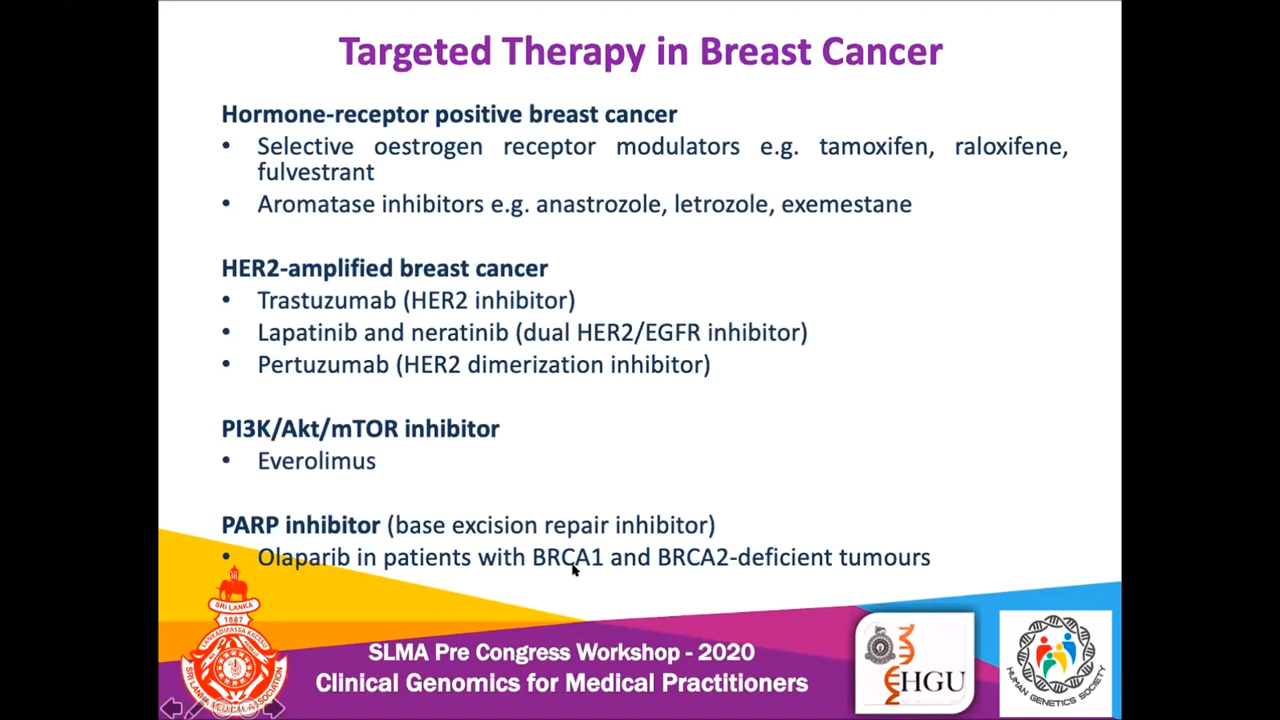 Targeted Therapy in Breast Cancer
Hormone-receptor positive breast cancer
• Selective oestrogen receptor modulators e.g. tamoxifen, raloxifene,
fulvestrant
• Aromatase inhibitors e.g. anastrozole, letrozole, exemestane
HER2-amplified breast cancer
• Trastuzumab (HER2 inhibitor)
• Lapatinib and neratinib (dual HER2/EGFR inhibitor)
• Pertuzumab (HER2 dimerization inhibitor)
PI3K/Akt/mTOR inhibitor
• Everolimus
PARP inhibitor (base excision repair inhibitor)
• Olaparib in patients with BRCA1 and BRCA2-deficient tumours
SRI LANKA
1887
SRI LANKA MEDICAL ASSOCIATION
SLMA Pre Congress Workshop - 2020
Clinical Genomics for Medical Practitioners
HGU
HUMAN GENETICS SOCIETY